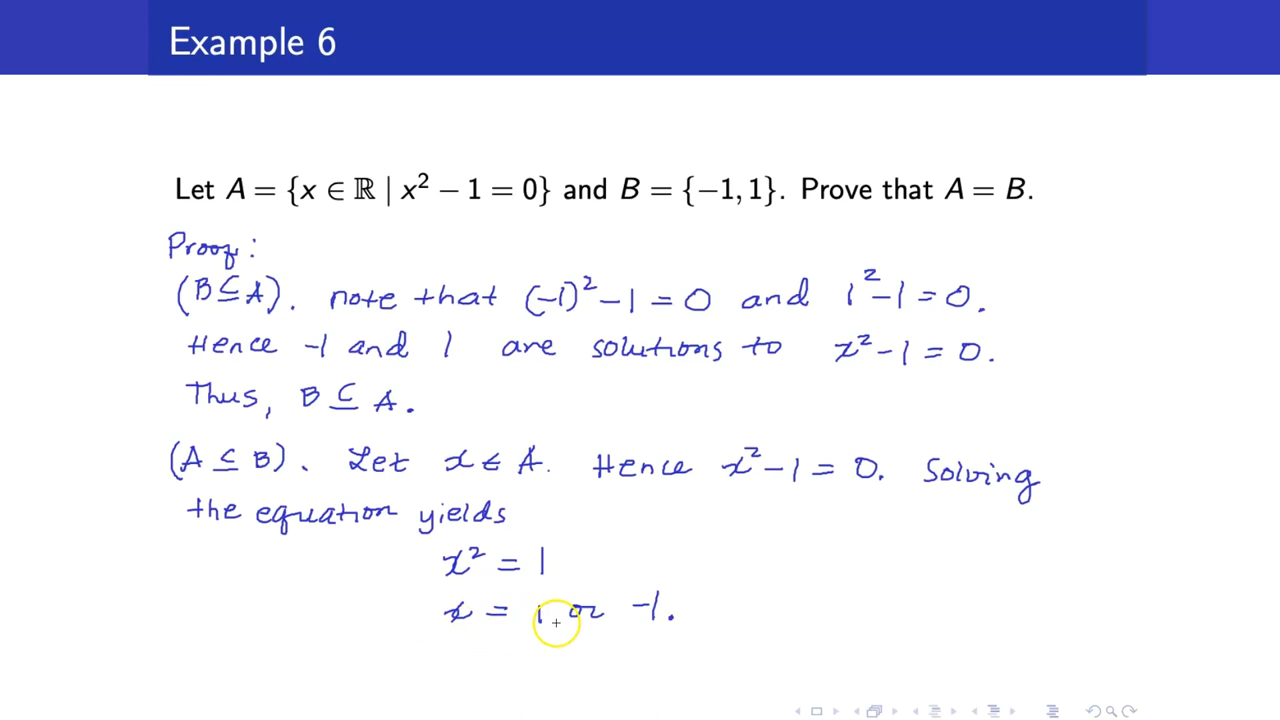 Example 6
Let A = {x ∈ ℝ | x² − 1 = 0} and B = {−1, 1}. Prove that A = B.
Proof:
(B ⊆ A). note that (-1)² - 1 = 0 and 1² - 1 = 0.
Hence -1 and 1 are solutions to x² - 1 = 0.
Thus, B ⊆ A.
(A ⊆ B). Let x ∈ A. Hence x² - 1 = 0. Solving
the equation yields
x² = 1
x = 1 or -1.